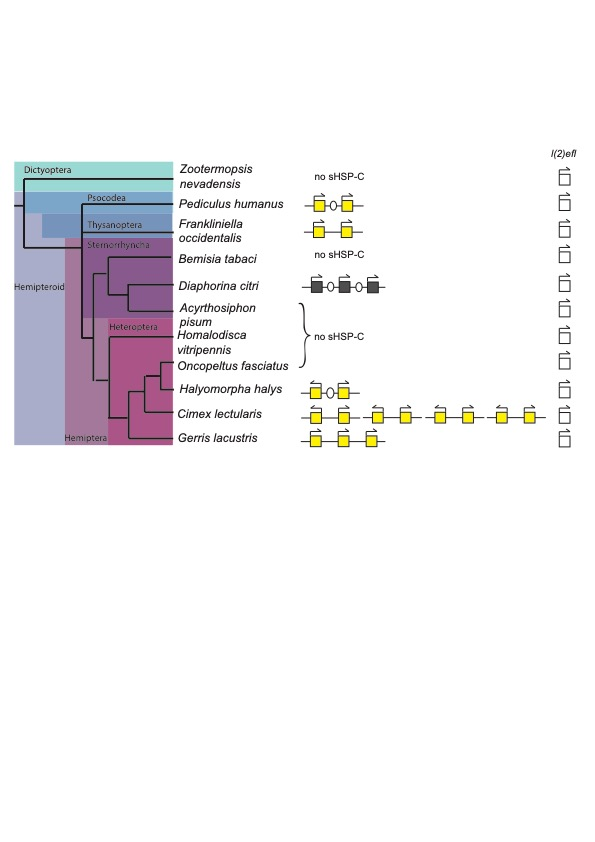 l(2)efl
Dictyoptera
Zootermopsis
nevadensis
no sHSP-C
Psocodea
Pediculus humanus
Thysanoptera
Frankliniella
occidentalis
Sternorrhyncha
Bemisia tabaci
no sHSP-C
Hemipteroid
Diaphorina citri
Acyrthosiphon
pisum
Heteroptera
Homalodisca
vitripennis
no sHSP-C
Oncopeltus fasciatus
Halyomorpha halys
Cimex lectularis
Hemiptera
Gerris lacustris